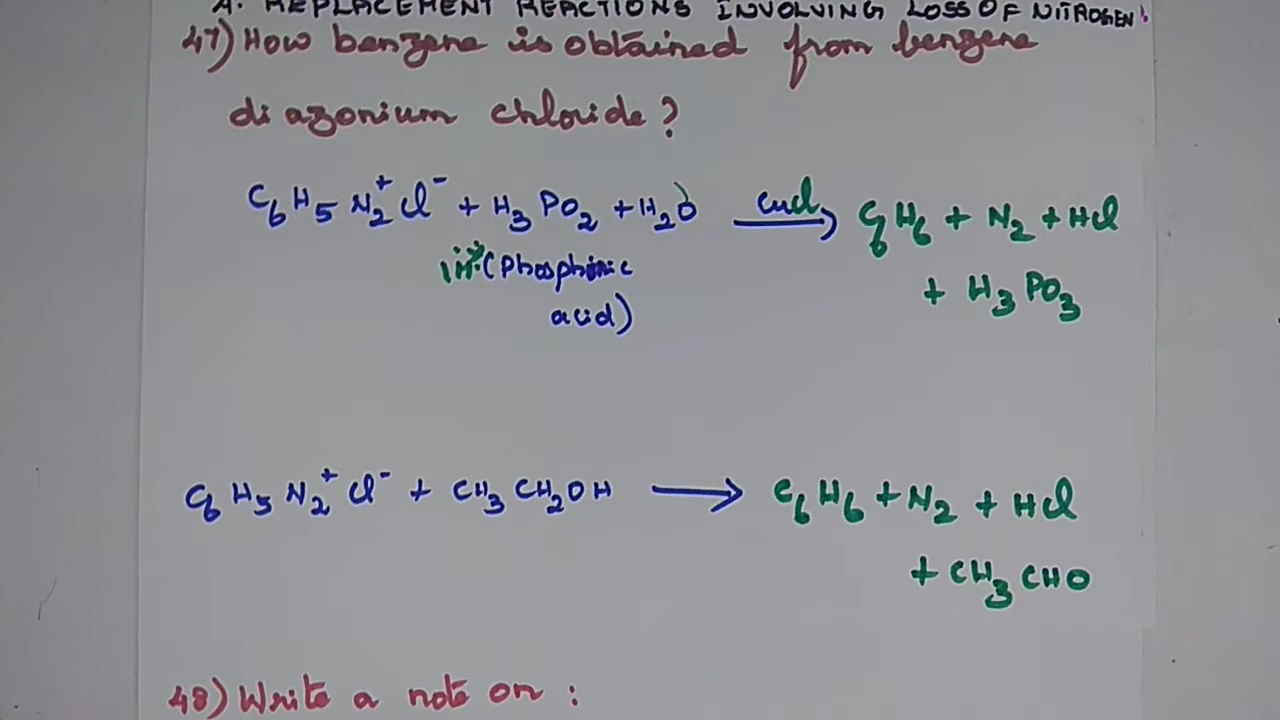 A. REPLACEMENT REACTIONS INVOLVING LOSS OF NITROGEN:
47) How benzene is obtained from benzene
diazonium chloride?
C₆H₅N₂⁺Cl⁻ + H₃PO₂ + H₂O ⟶ CuCl C₆H₆ + N₂ + HCl
(Phosphinic + H₃PO₃
acid)
C₆H₅N₂⁺Cl⁻ + CH₃CH₂OH ⟶ C₆H₆ + N₂ + HCl
+ CH₃CHO
48) Write a note on :